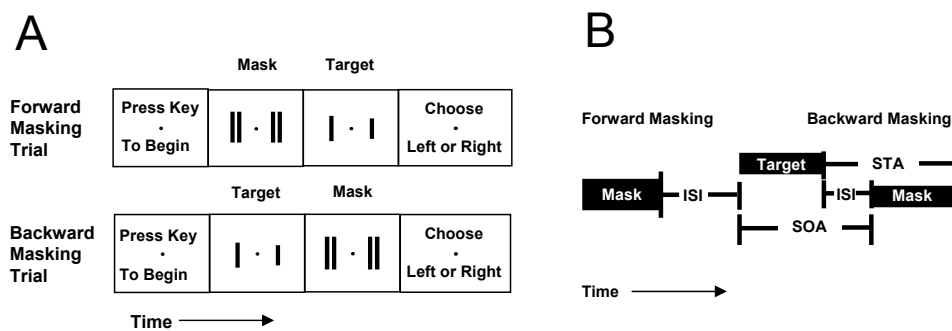 A
Mask Target
Forward
Masking
Trial
Press Key
To Begin
Choose
Left or Right
Target Mask
Backward
Masking
Trial
Press Key
To Begin
Choose
Left or Right
Time
B
Forward Masking Backward Masking
Target STA
Mask ISI ISI Mask
SOA
Time